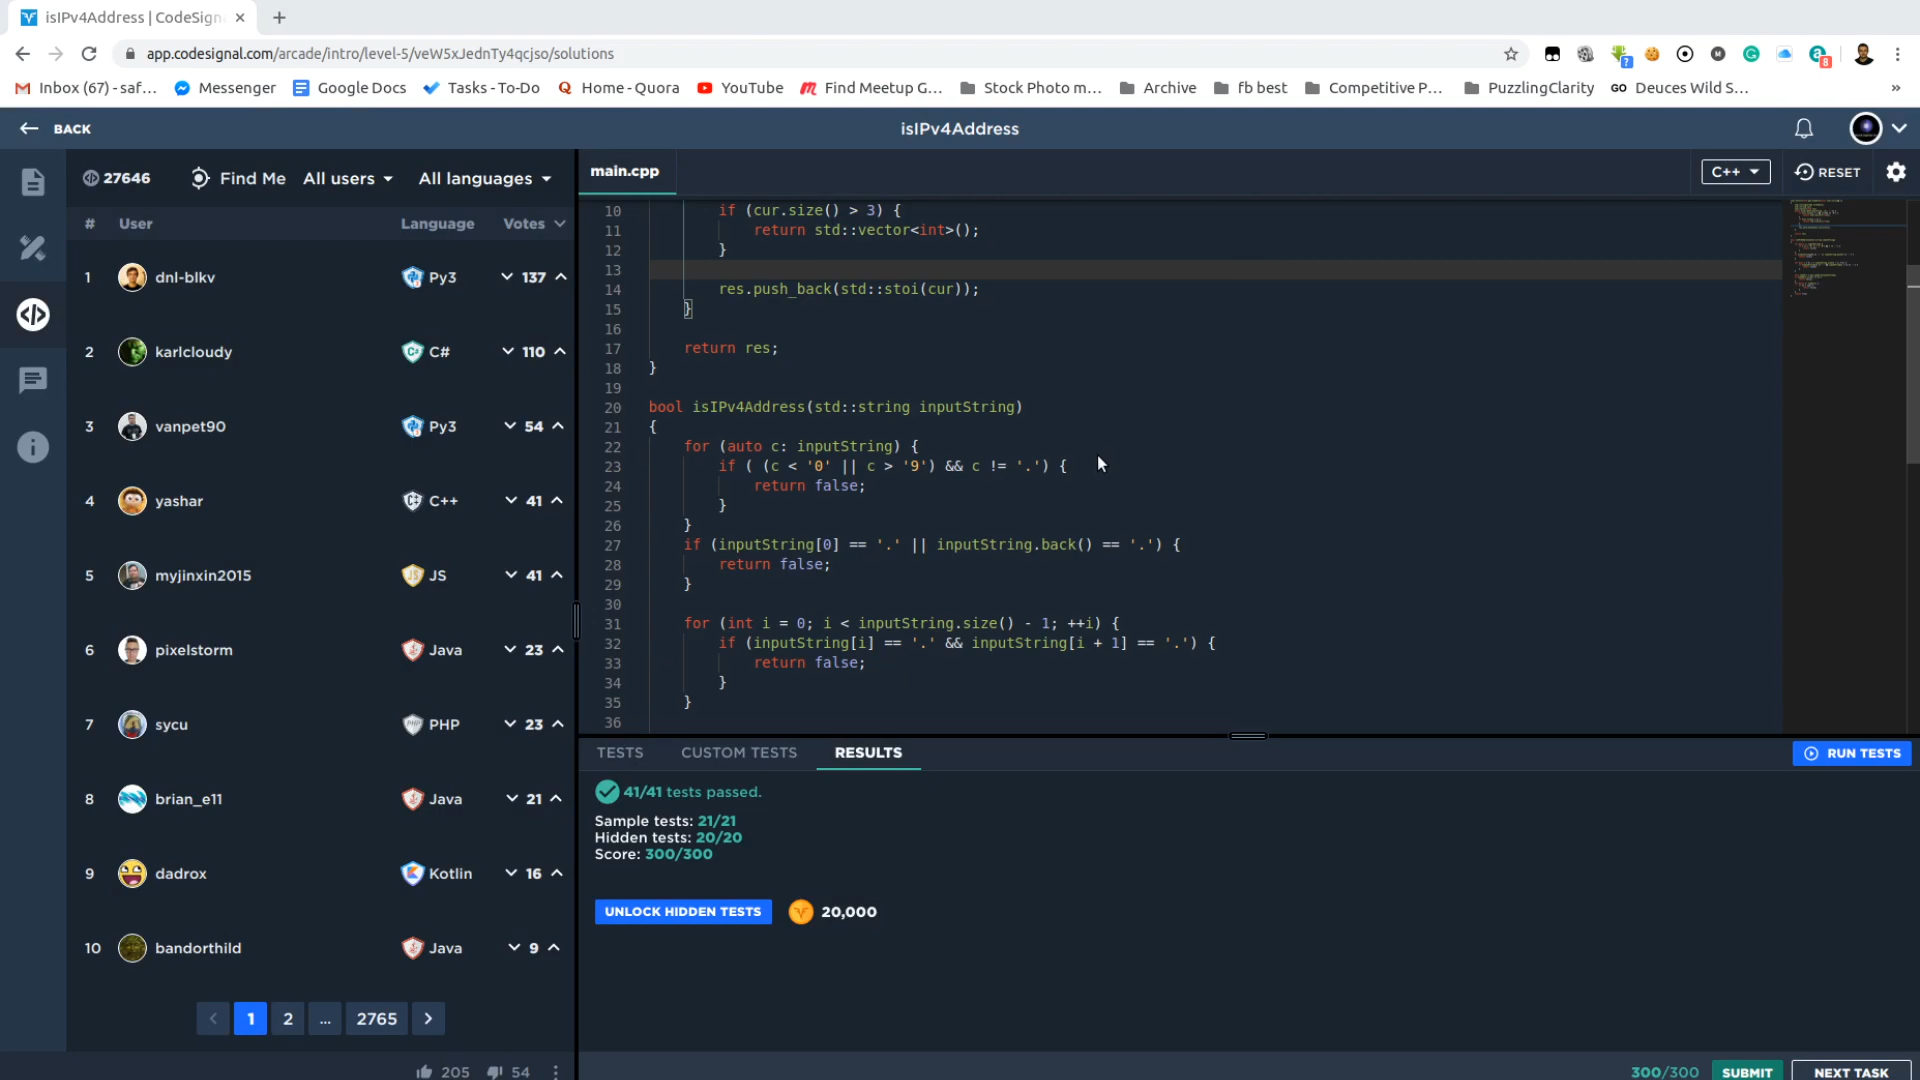 isIPv4Address | CodeSign
app.codesignal.com/arcade/intro/level-5/veW5xJednTy4qcjso/solutions
Inbox (67) - saf... Messenger Google Docs Tasks - To-Do Home - Quora YouTube Find Meetup G... Stock Photo m... Archive fb best Competitive P... PuzzlingClarity GO Deuces Wild S... »
BACK
isIPv4Address
27646 Find Me All users All languages
# User Language Votes
1 dnl-blkv Py3 137
2 karlcloudy C# 110
3 vanpet90 Py3 54
4 yashar C++ 41
5 myjinxin2015 JS 41
6 pixelstorm Java 23
7 sycu PHP 23
8 brian_e11 Java 21
9 dadrox Kotlin 16
10 bandorthild Java 9
< 1 2 ... 2765 >
205 54
main.cpp
C++ RESET
10 if (cur.size() > 3) {
11 return std::vector<int>();
12 }
13
14 res.push_back(std::stoi(cur));
15 }
16
17 return res;
18 }
19
20 bool isIPv4Address(std::string inputString)
21 {
22 for (auto c: inputString) {
23 if ( (c < '0' || c > '9') && c != '.') {
24 return false;
25 }
26 }
27 if (inputString[0] == '.' || inputString.back() == '.') {
28 return false;
29 }
30
31 for (int i = 0; i < inputString.size() - 1; ++i) {
32 if (inputString[i] == '.' && inputString[i + 1] == '.') {
33 return false;
34 }
35 }
36
TESTS CUSTOM TESTS RESULTS
RUN TESTS
41/41 tests passed.
Sample tests: 21/21
Hidden tests: 20/20
Score: 300/300
UNLOCK HIDDEN TESTS 20,000
300/300 SUBMIT NEXT TASK